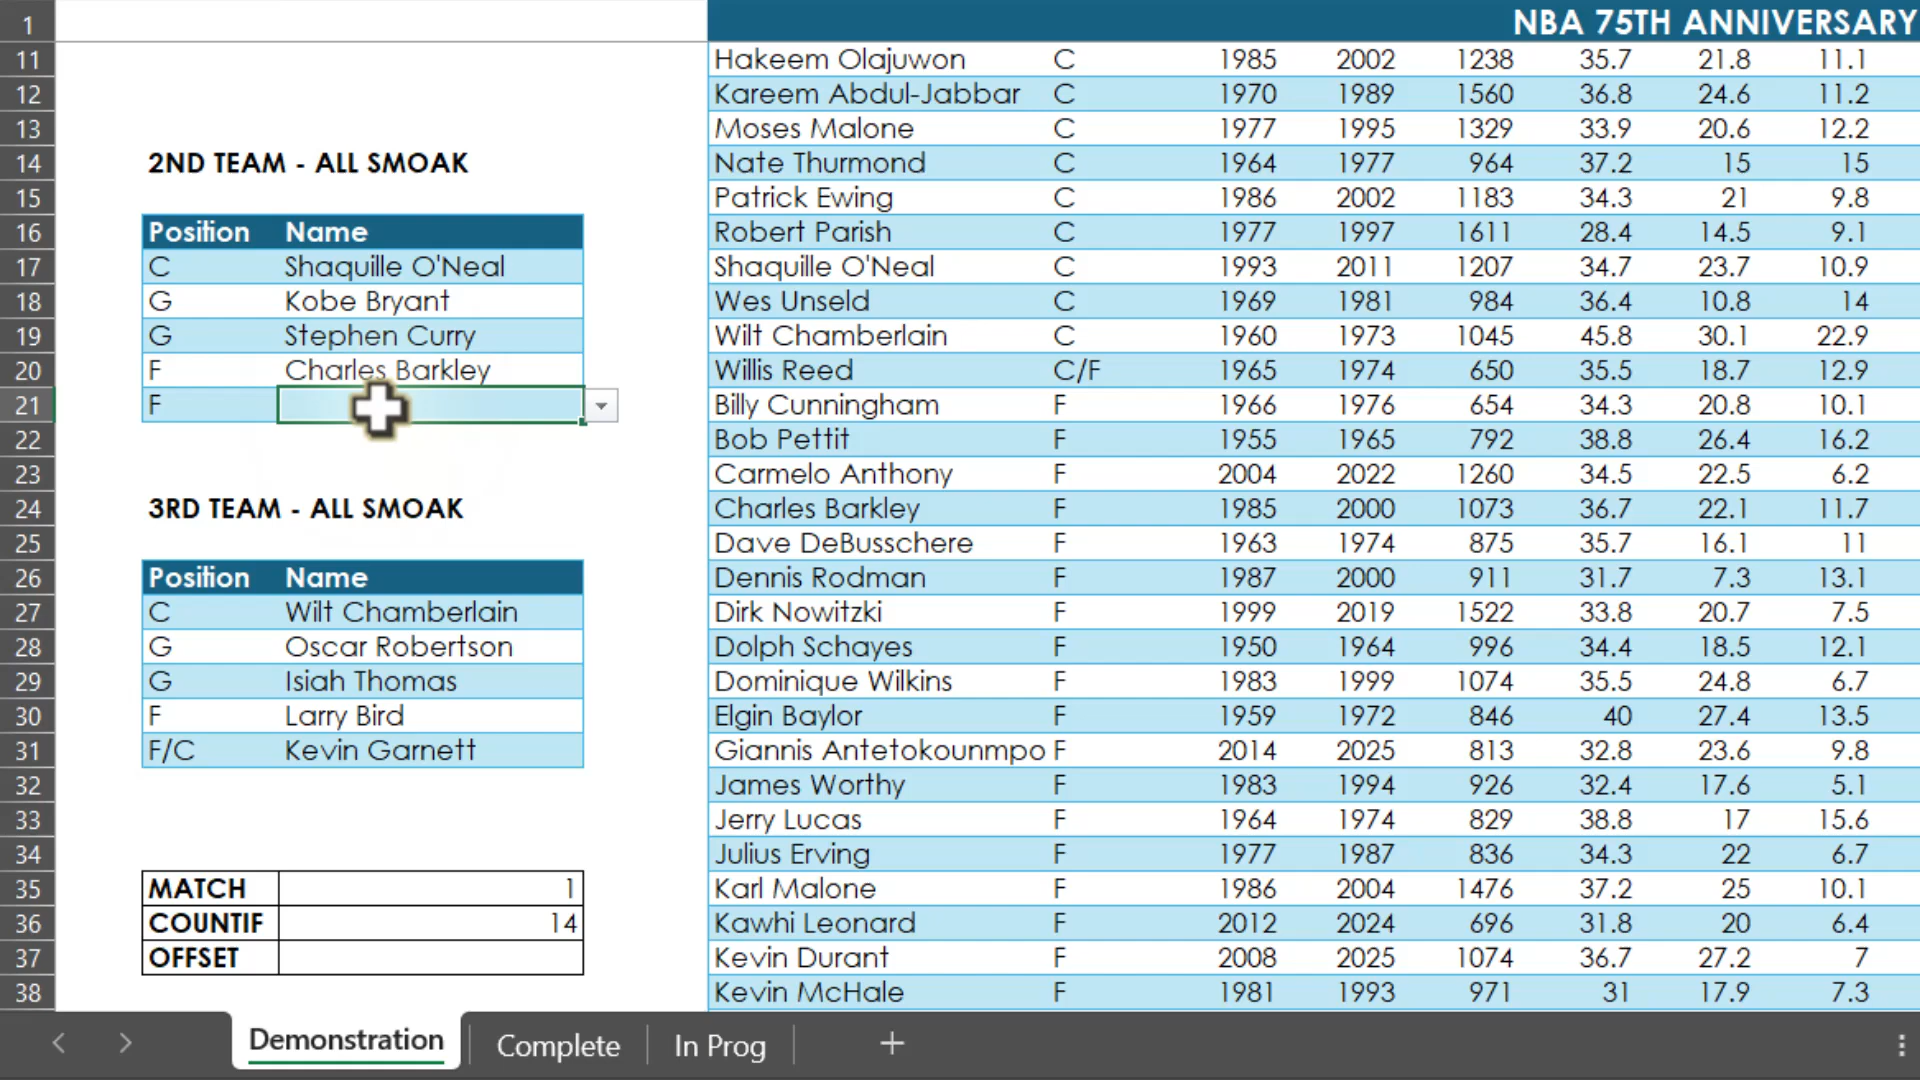 1 NBA 75TH ANNIVERSARY
11 Hakeem Olajuwon C 1985 2002 1238 35.7 21.8 11.1
12 Kareem Abdul-Jabbar C 1970 1989 1560 36.8 24.6 11.2
13 Moses Malone C 1977 1995 1329 33.9 20.6 12.2
14 2ND TEAM - ALL SMOAK Nate Thurmond C 1964 1977 964 37.2 15 15
15 Patrick Ewing C 1986 2002 1183 34.3 21 9.8
16 Position Name Robert Parish C 1977 1997 1611 28.4 14.5 9.1
17 C Shaquille O'Neal Shaquille O'Neal C 1993 2011 1207 34.7 23.7 10.9
18 G Kobe Bryant Wes Unseld C 1969 1981 984 36.4 10.8 14
19 G Stephen Curry Wilt Chamberlain C 1960 1973 1045 45.8 30.1 22.9
20 F Charles Barkley Willis Reed C/F 1965 1974 650 35.5 18.7 12.9
21 F Billy Cunningham F 1966 1976 654 34.3 20.8 10.1
22 Bob Pettit F 1955 1965 792 38.8 26.4 16.2
23 Carmelo Anthony F 2004 2022 1260 34.5 22.5 6.2
24 3RD TEAM - ALL SMOAK Charles Barkley F 1985 2000 1073 36.7 22.1 11.7
25 Dave DeBusschere F 1963 1974 875 35.7 16.1 11
26 Position Name Dennis Rodman F 1987 2000 911 31.7 7.3 13.1
27 C Wilt Chamberlain Dirk Nowitzki F 1999 2019 1522 33.8 20.7 7.5
28 G Oscar Robertson Dolph Schayes F 1950 1964 996 34.4 18.5 12.1
29 G Isiah Thomas Dominique Wilkins F 1983 1999 1074 35.5 24.8 6.7
30 F Larry Bird Elgin Baylor F 1959 1972 846 40 27.4 13.5
31 F/C Kevin Garnett Giannis Antetokounmpo F 2014 2025 813 32.8 23.6 9.8
32 James Worthy F 1983 1994 926 32.4 17.6 5.1
33 Jerry Lucas F 1964 1974 829 38.8 17 15.6
34 Julius Erving F 1977 1987 836 34.3 22 6.7
35 MATCH 1 Karl Malone F 1986 2004 1476 37.2 25 10.1
36 COUNTIF 14 Kawhi Leonard F 2012 2024 696 31.8 20 6.4
37 OFFSET Kevin Durant F 2008 2025 1074 36.7 27.2 7
38 Kevin McHale F 1981 1993 971 31 17.9 7.3
Demonstration Complete In Prog